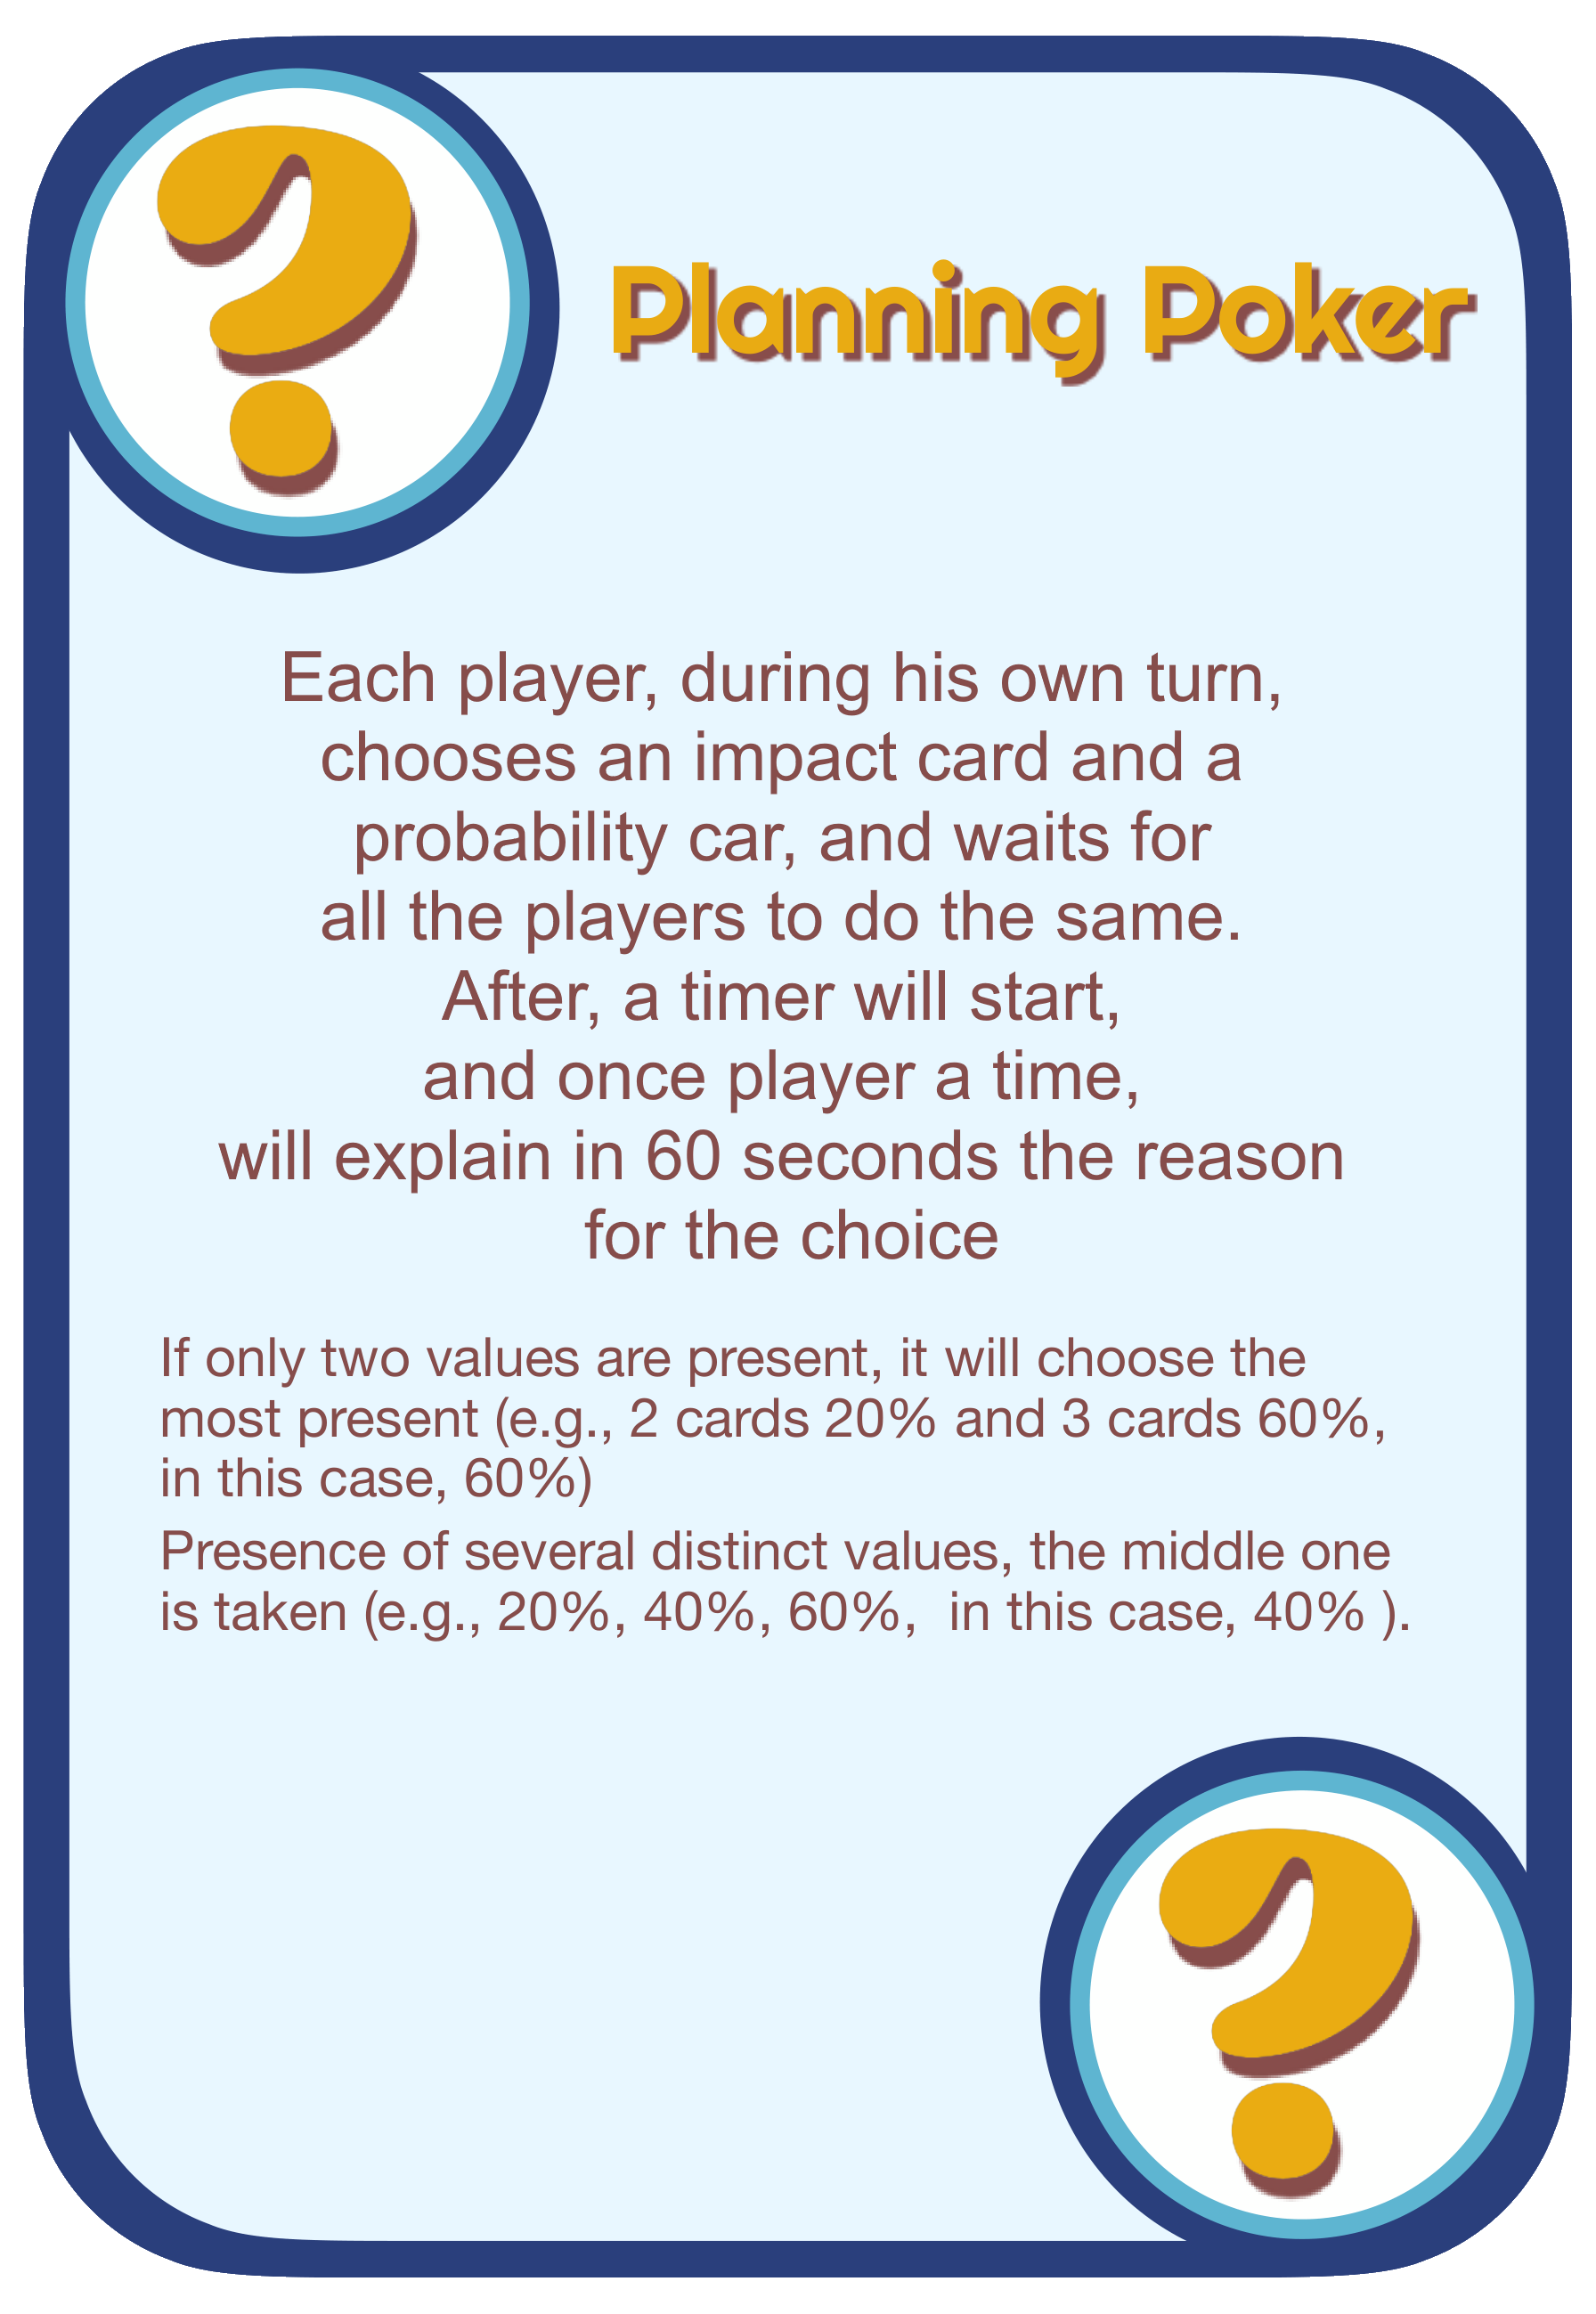 ?
Planning Poker
Each player, during his own turn,
chooses an impact card and a
probability car, and waits for
all the players to do the same.
After, a timer will start,
and once player a time,
will explain in 60 seconds the reason
for the choice
If only two values are present, it will choose the
most present (e.g., 2 cards 20% and 3 cards 60%,
in this case, 60%)
Presence of several distinct values, the middle one
is taken (e.g., 20%, 40%, 60%,  in this case, 40% ).
?